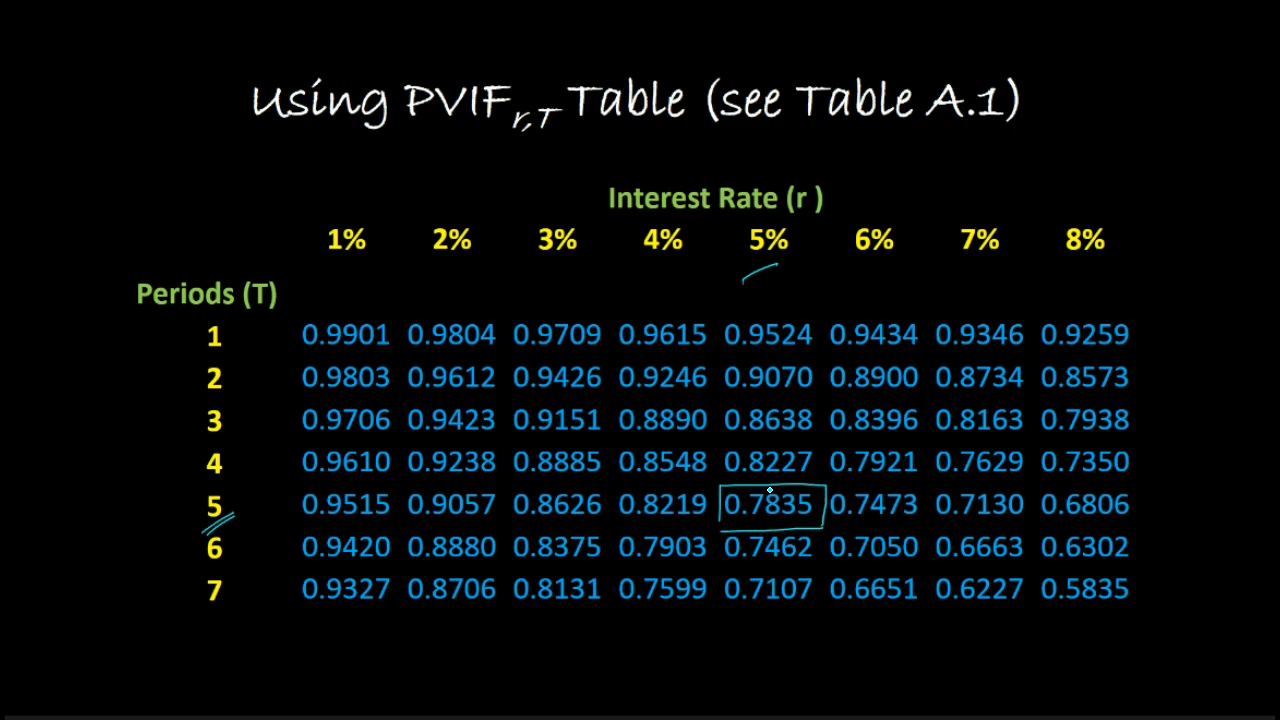 Using PVIFr,T Table (see Table A.1)
Interest Rate (r )
1% 2% 3% 4% 5% 6% 7% 8%
Periods (T)
1 0.9901 0.9804 0.9709 0.9615 0.9524 0.9434 0.9346 0.9259
2 0.9803 0.9612 0.9426 0.9246 0.9070 0.8900 0.8734 0.8573
3 0.9706 0.9423 0.9151 0.8890 0.8638 0.8396 0.8163 0.7938
4 0.9610 0.9238 0.8885 0.8548 0.8227 0.7921 0.7629 0.7350
5 0.9515 0.9057 0.8626 0.8219 0.7835 0.7473 0.7130 0.6806
6 0.9420 0.8880 0.8375 0.7903 0.7462 0.7050 0.6663 0.6302
7 0.9327 0.8706 0.8131 0.7599 0.7107 0.6651 0.6227 0.5835